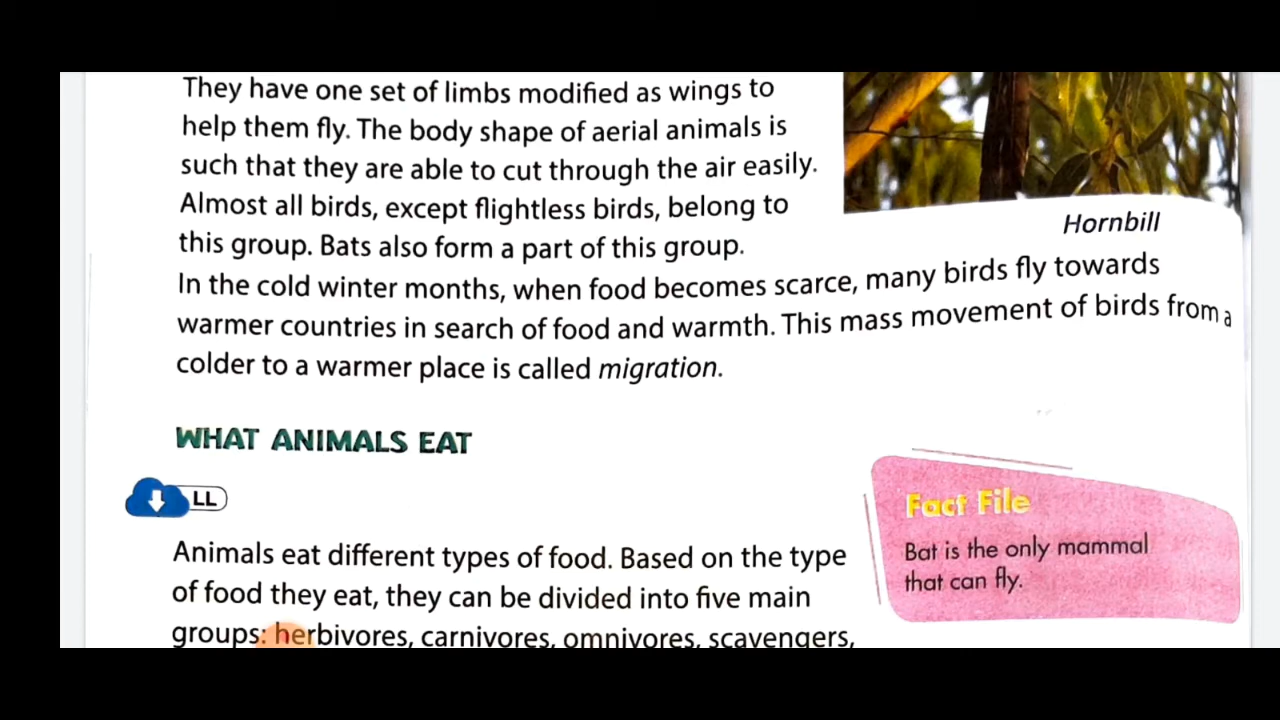 They have one set of limbs modified as wings to
help them fly. The body shape of aerial animals is
such that they are able to cut through the air easily.
Almost all birds, except flightless birds, belong to
this group. Bats also form a part of this group.
Hornbill
In the cold winter months, when food becomes scarce, many birds fly towards
warmer countries in search of food and warmth. This mass movement of birds from a
colder to a warmer place is called migration.
WHAT ANIMALS EAT
LL
Animals eat different types of food. Based on the type
of food they eat, they can be divided into five main
groups: herbivores, carnivores, omnivores, scavengers,
Fact File
Bat is the only mammal
that can fly.